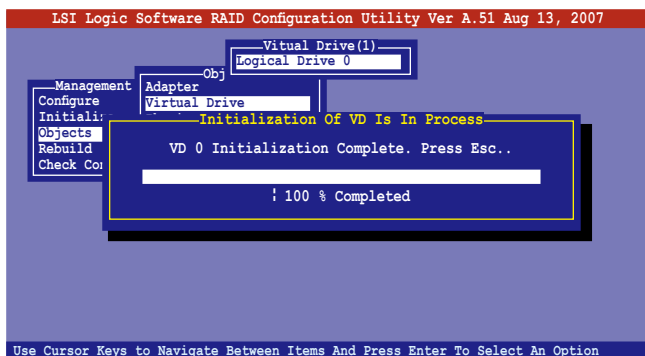 LSI Logic Software RAID Configuration Utility Ver A.51 Aug 13, 2007
Vitual Drive(1)
Logical Drive 0
Obj
Management
Adapter
Configure
Virtual Drive
Initializ
Initialization Of VD Is In Process
Objects
Rebuild
VD 0 Initialization Complete. Press Esc..
Check Con
¦ 100 % Completed
Use Cursor Keys to Navigate Between Items And Press Enter To Select An Option